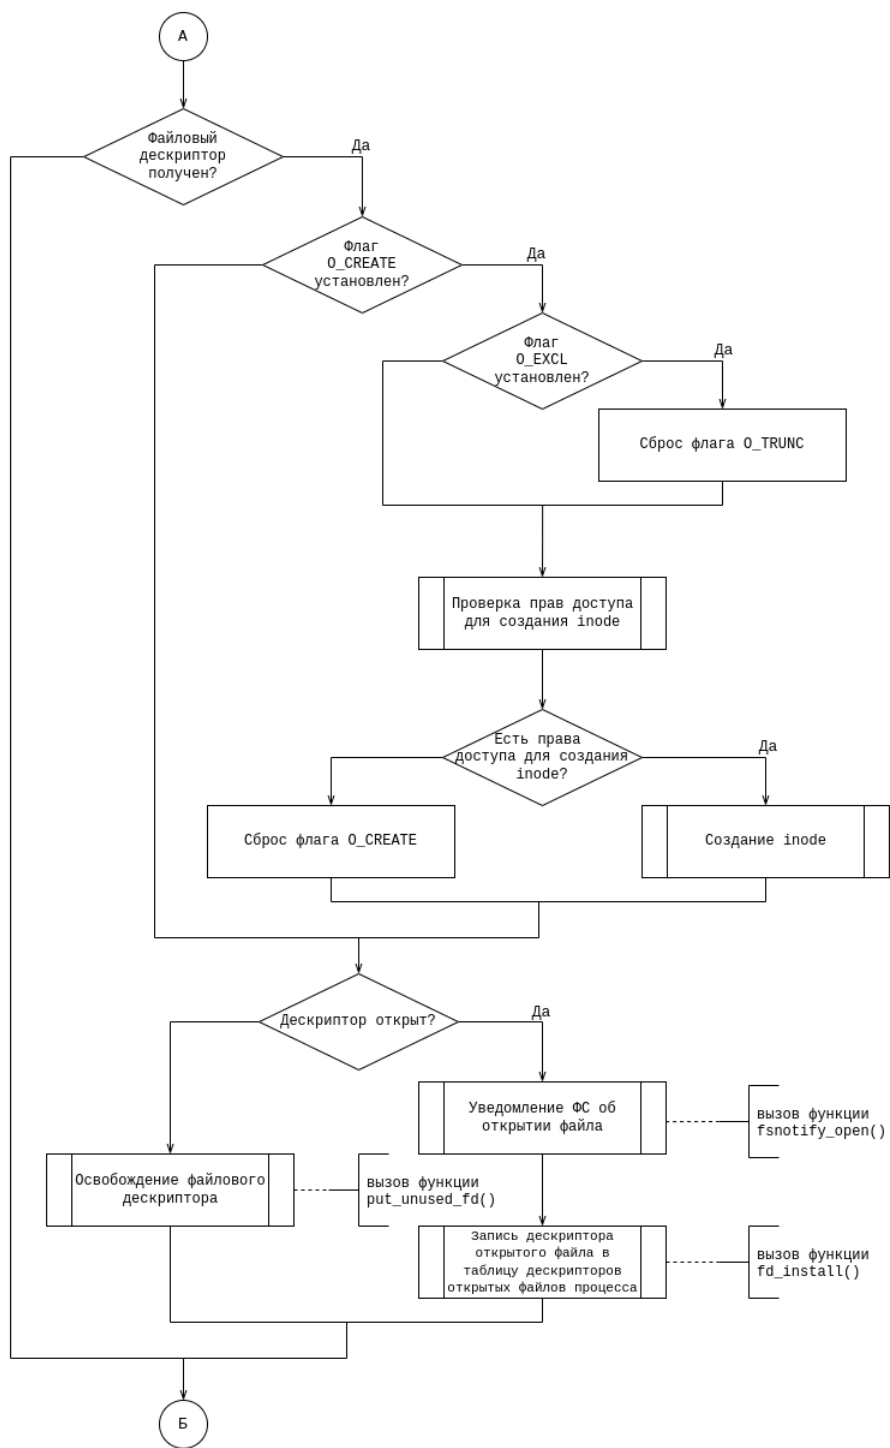 А
Файловый
дескриптор
получен?
Да
Флаг
O_CREATE
установлен?
Да
Флаг
O_EXCL
установлен?
Да
Сброс флага O_TRUNC
Проверка прав доступа
для создания inode
Есть права
доступа для создания
inode?
Да
Сброс флага O_CREATE
Создание inode
Дескриптор открыт?
Да
Уведомление ФС об
открытии файла
вызов функции
fsnotify_open()
Освобождение файлового
дескриптора
вызов функции
put_unused_fd()
Запись дескриптора
открытого файла в
таблицу дескрипторов
открытых файлов процесса
вызов функции
fd_install()
Б